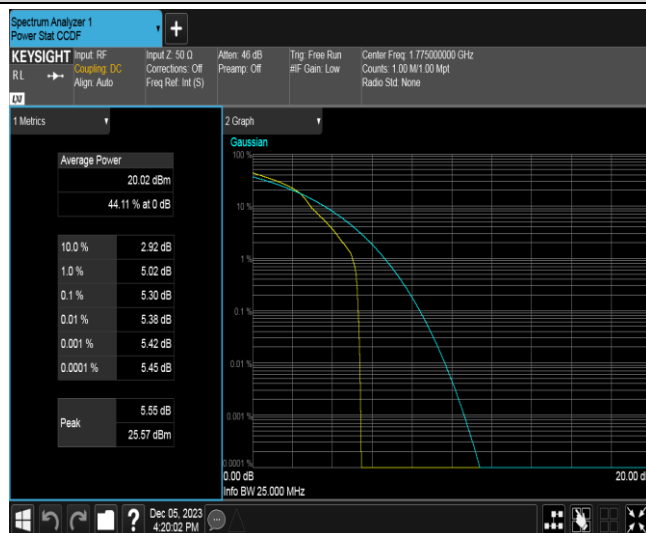 Spectrum Analyzer 1
Power Stat CCDF
+
KEYSIGHT
RL
LXI
Input: RF
Coupling: DC
Align: Auto
Input Z: 50 Ω
Corrections: Off
Freq Ref: Int (S)
Atten: 46 dB
Preamp: Off
Trig: Free Run
#IF Gain: Low
Center Freq: 1.775000000 GHz
Counts: 1.00 M/1.00 Mpt
Radio Std: None
1 Metrics
Average Power
20.02 dBm
44.11 % at 0 dB
10.0 % 2.92 dB
1.0 % 5.02 dB
0.1 % 5.30 dB
0.01 % 5.38 dB
0.001 % 5.42 dB
0.0001 % 5.45 dB
Peak
5.55 dB
25.57 dBm
2 Graph
Gaussian
100 %
10 %
1 %
0.1 %
0.01 %
0.001 %
0.0001 %
0.00 dB
20.00 d
Info BW 25.000 MHz
?
Dec 05, 2023
4:20:02 PM